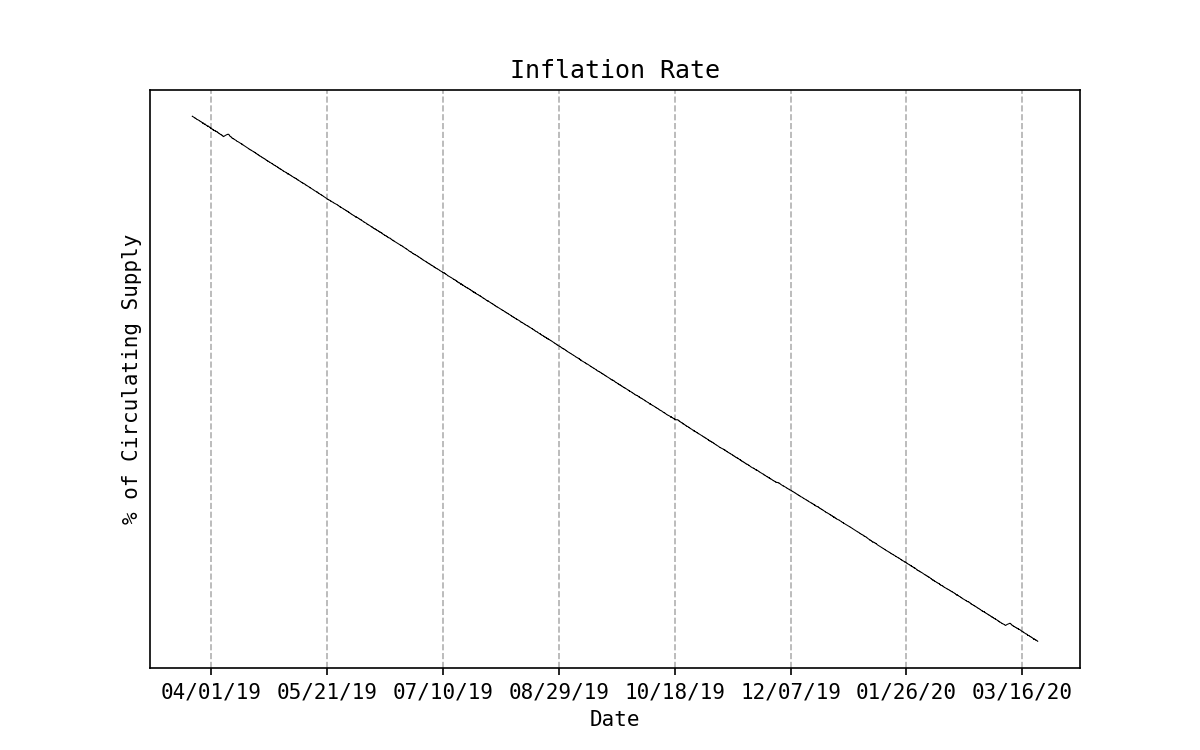 Inflation Rate
% of Circulating Supply
04/01/19 05/21/19 07/10/19 08/29/19 10/18/19 12/07/19 01/26/20 03/16/20
Date